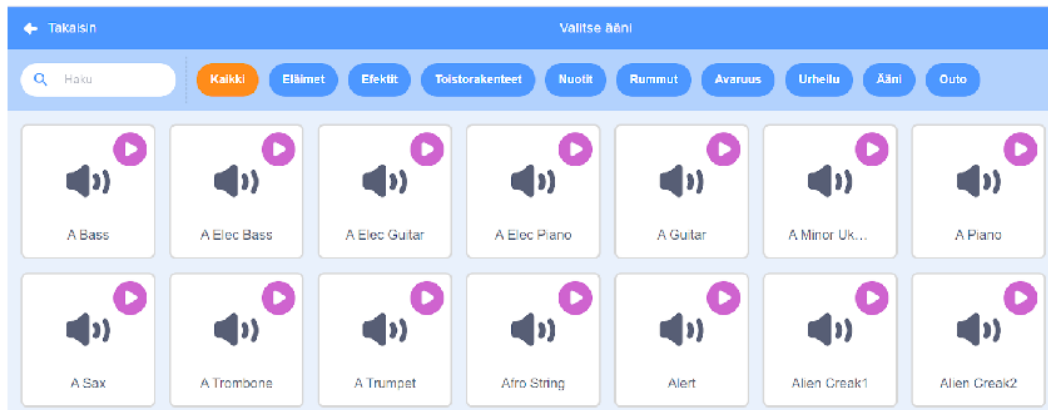 Takaisin Valitse ääni
Haku Kaikki Eläimet Efektit Toistorakenteet Nuotit Rummut Avaruus Urheilu Ääni Outo
A Bass A Elec Bass A Elec Guitar A Elec Piano A Guitar A Minor Uk... A Piano
A Sax A Trombone A Trumpet Afro String Alert Alien Creak1 Alien Creak2